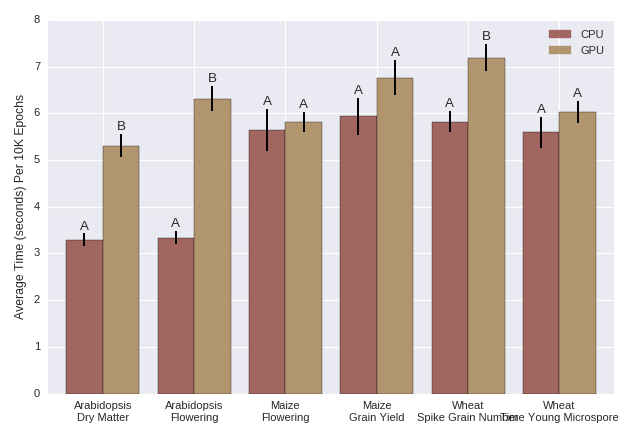 8
7
6
5
4
3
2
1
0
Average Time (seconds) Per 10K Epochs
CPU
GPU
A
B
A
B
A
A
A
A
A
B
A
A
Arabidopsis
Dry Matter
Arabidopsis
Flowering
Maize
Flowering
Maize
Grain Yield
Wheat
Spike Grain Number
Wheat
Time Young Microspore